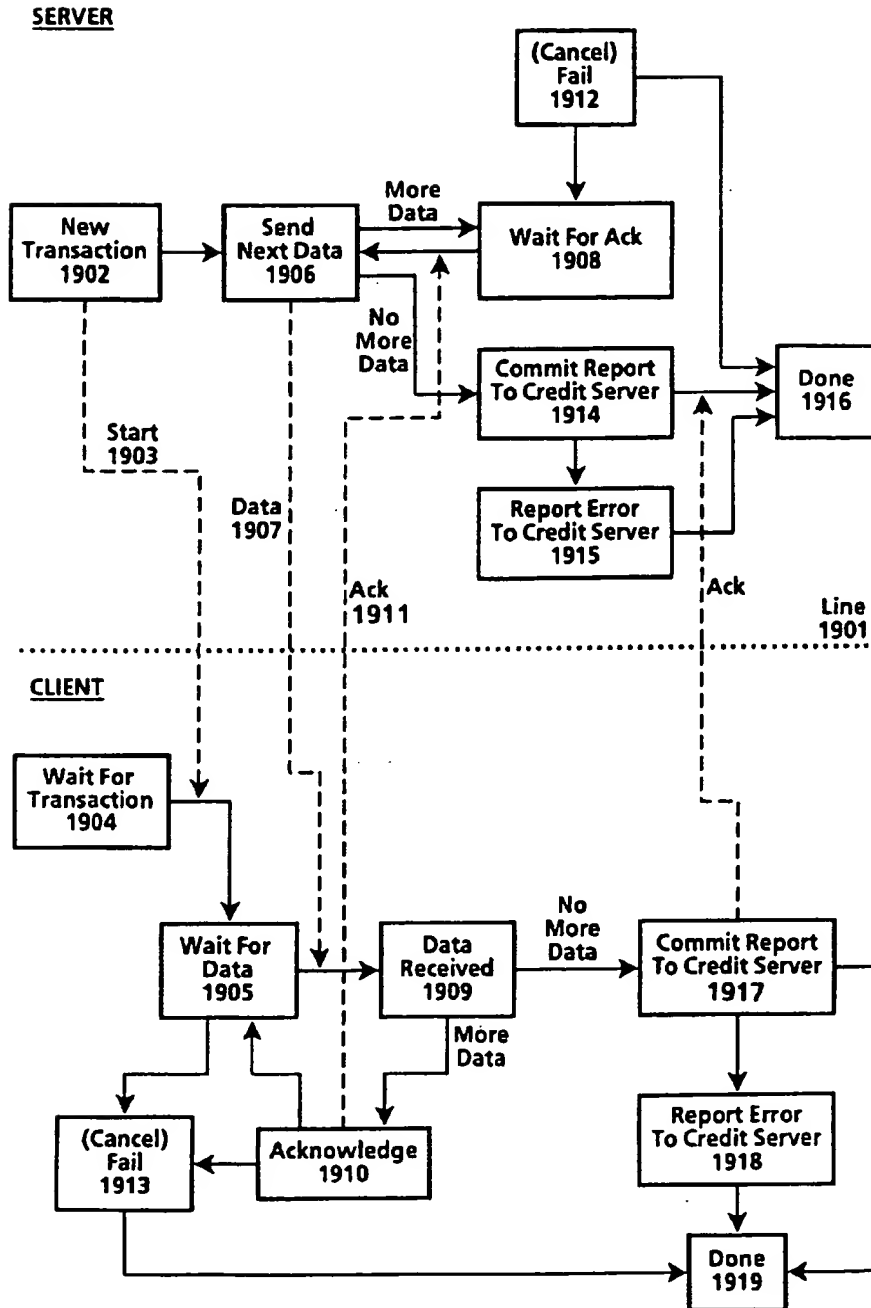 SERVER
(Cancel)
Fail
1912
New
Transaction
1902
Send
Next Data
1906
More
Data
Wait For Ack
1908
No
More
Data
Commit Report
To Credit Server
1914
Done
1916
Start
1903
Data
1907
Report Error
To Credit Server
1915
Ack
1911
Ack
Line
1901
CLIENT
Wait For
Transaction
1904
Wait For
Data
1905
Data
Received
1909
No
More
Data
Commit Report
To Credit Server
1917
More
Data
(Cancel)
Fail
1913
Acknowledge
1910
Report Error
To Credit Server
1918
Done
1919